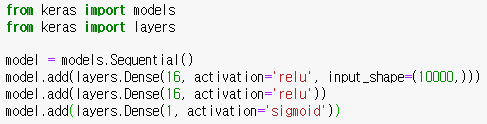 from keras import models
from keras import layers
model = models.Sequential()
model.add(layers.Dense(16, activation='relu', input_shape=(10000,)))
model.add(layers.Dense(16, activation='relu'))
model.add(layers.Dense(1, activation='sigmoid'))